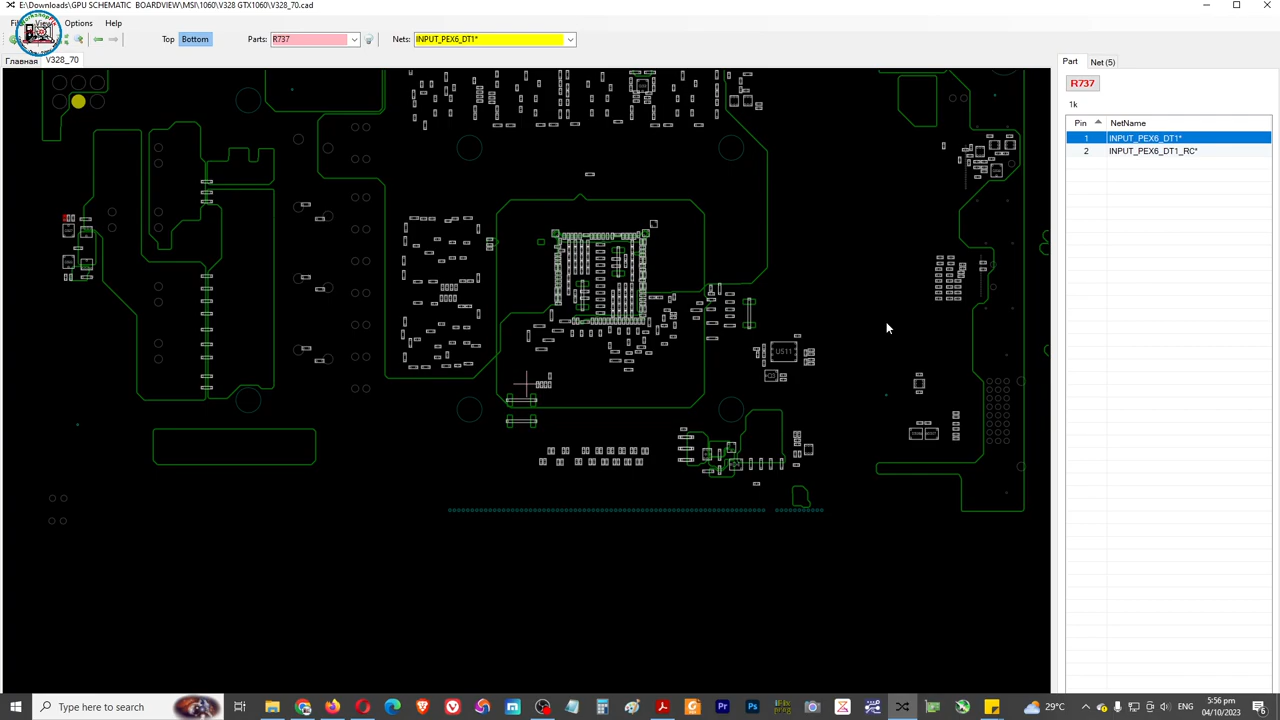 E:\Downloads\GPU SCHEMATIC BOARDVIEW\MSI\1060\V328 GTX1060\V328_70.cad
View Options Help
Top Bottom Parts: R737 Nets: INPUT_PEX6_DT1*
Главная V328_70
Part Net (5)
R737
1k
Pin NetName
1 INPUT_PEX6_DT1*
2 INPUT_PEX6_DT1_RC*
US11
Type here to search
29°C
ENG
5:56 pm
04/10/2023